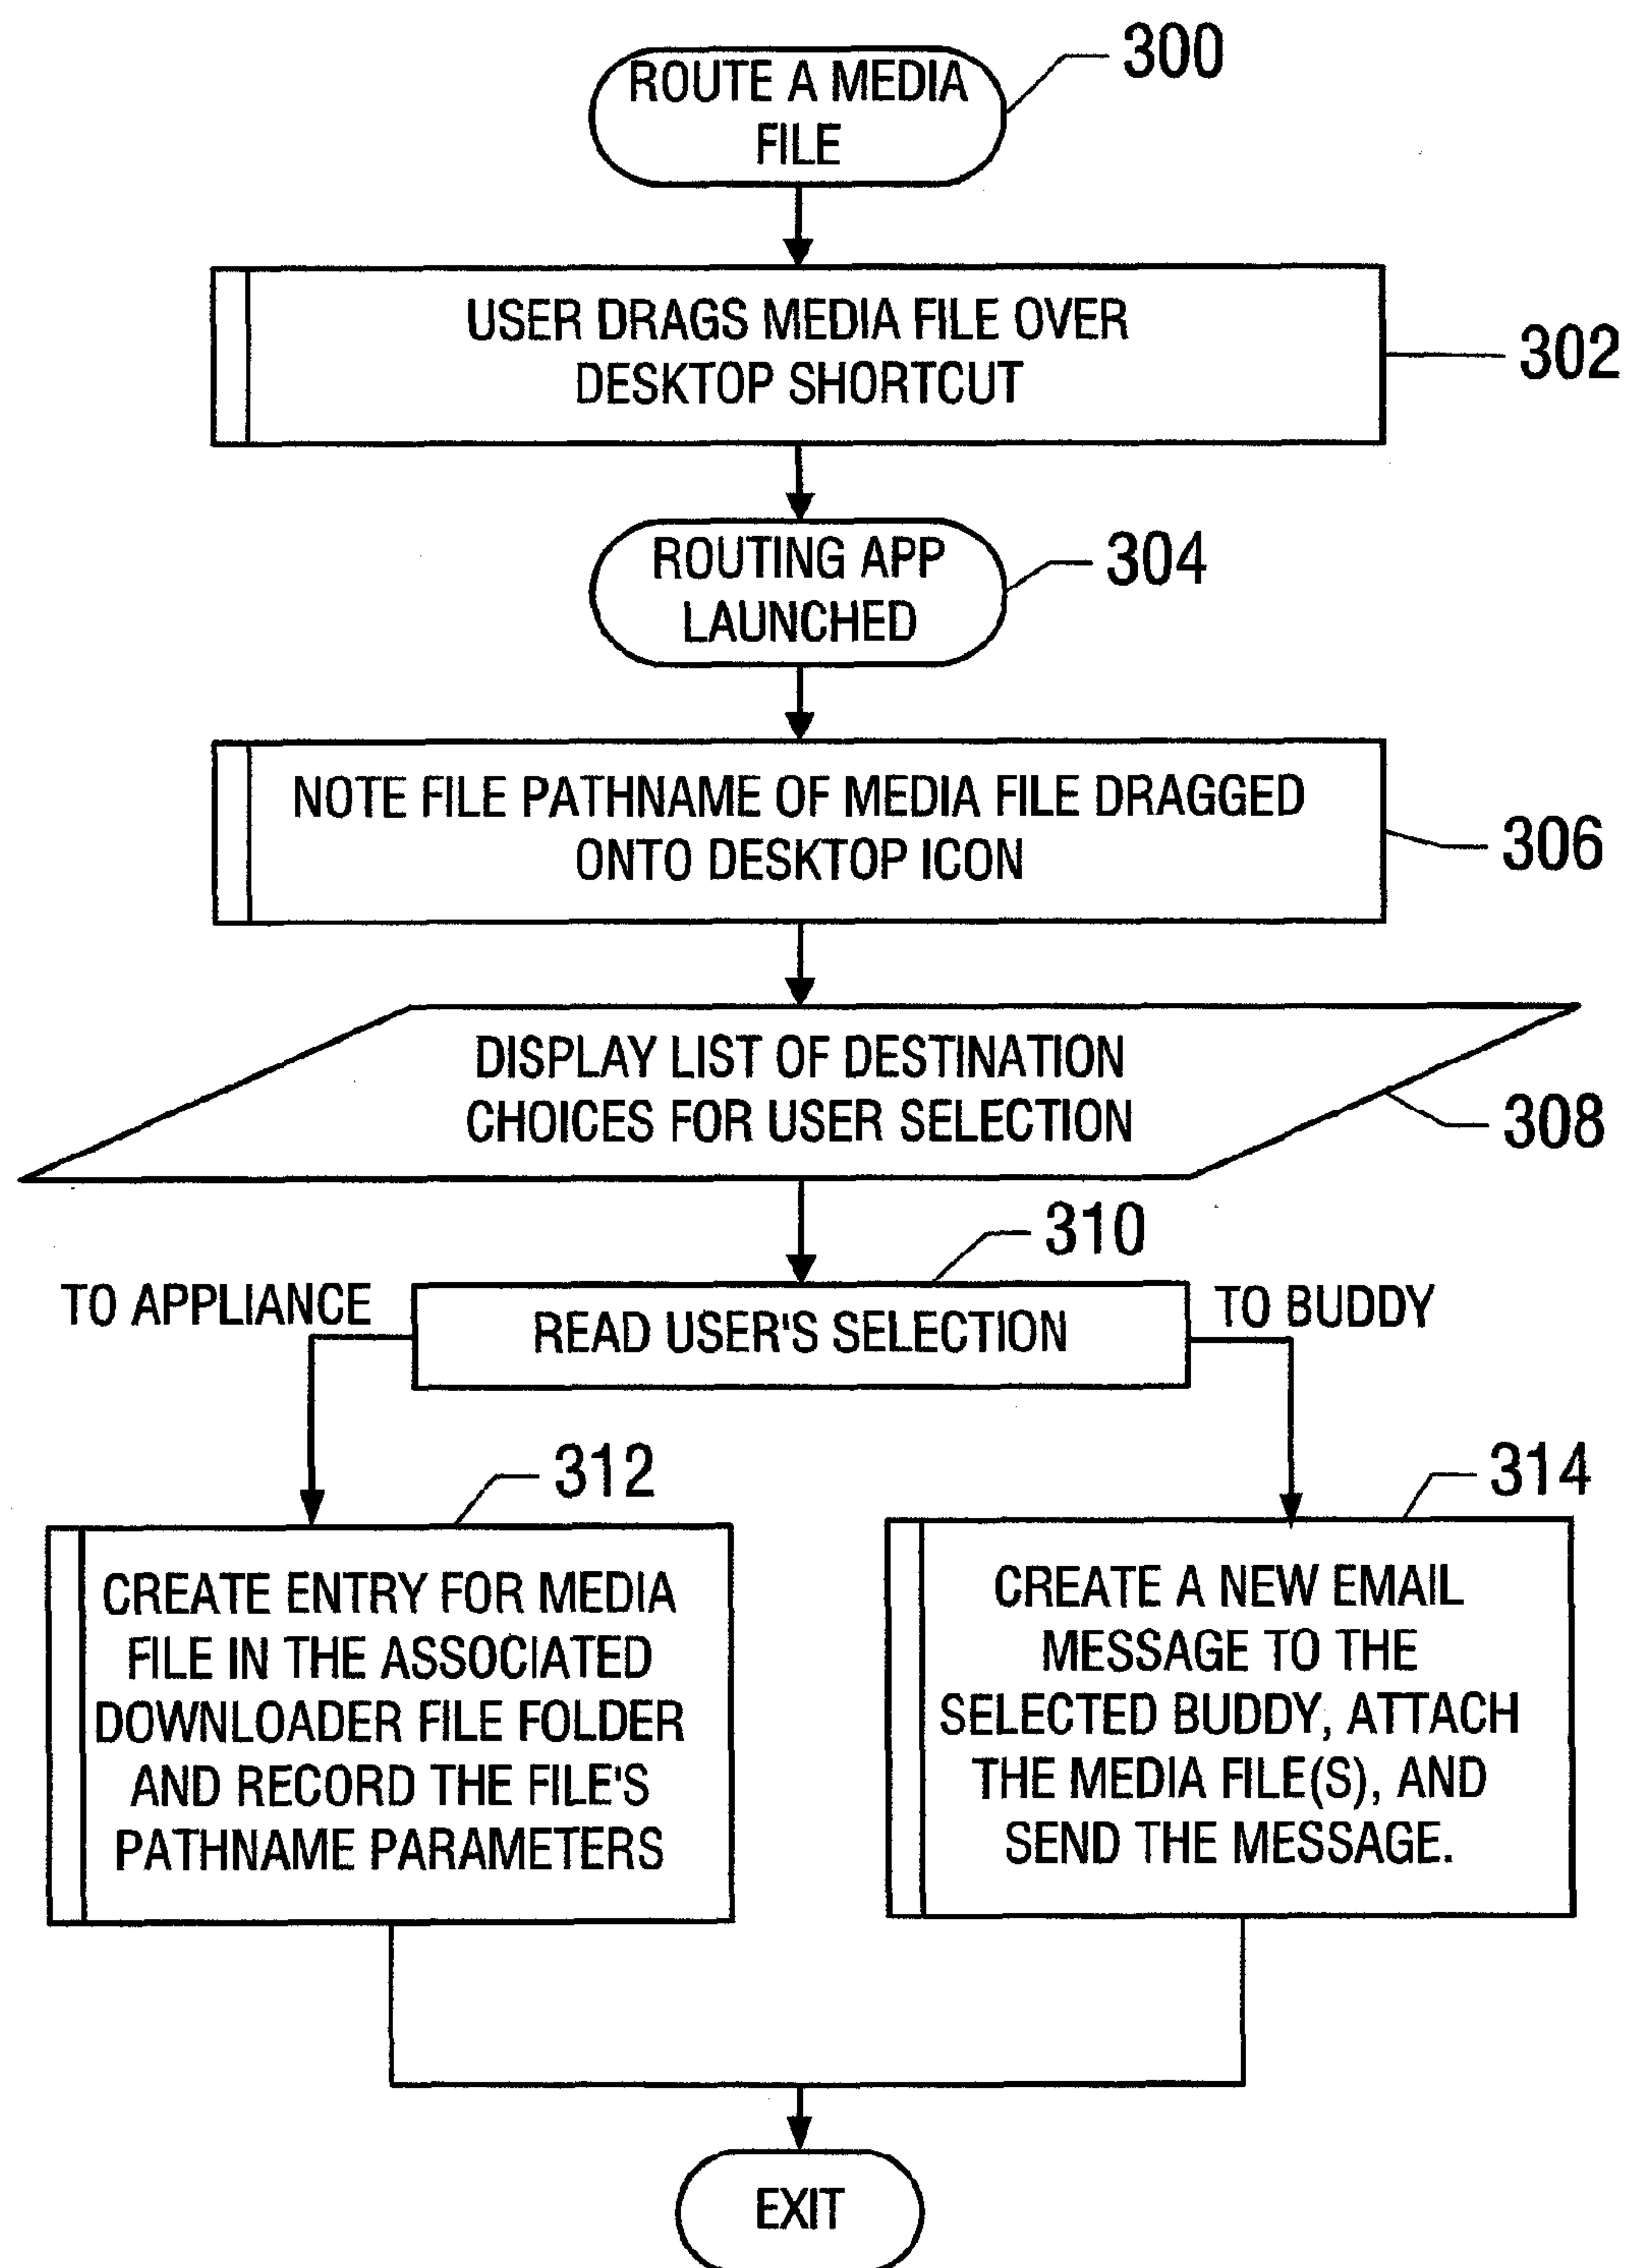 ROUTE A MEDIA
FILE
300
USER DRAGS MEDIA FILE OVER
DESKTOP SHORTCUT
302
ROUTING APP
LAUNCHED
304
NOTE FILE PATHNAME OF MEDIA FILE DRAGGED
ONTO DESKTOP ICON
306
DISPLAY LIST OF DESTINATION
CHOICES FOR USER SELECTION
308
310
TO APPLIANCE
READ USER'S SELECTION
TO BUDDY
312
CREATE ENTRY FOR MEDIA
FILE IN THE ASSOCIATED
DOWNLOADER FILE FOLDER
AND RECORD THE FILE'S
PATHNAME PARAMETERS
314
CREATE A NEW EMAIL
MESSAGE TO THE
SELECTED BUDDY, ATTACH
THE MEDIA FILE(S), AND
SEND THE MESSAGE.
EXIT